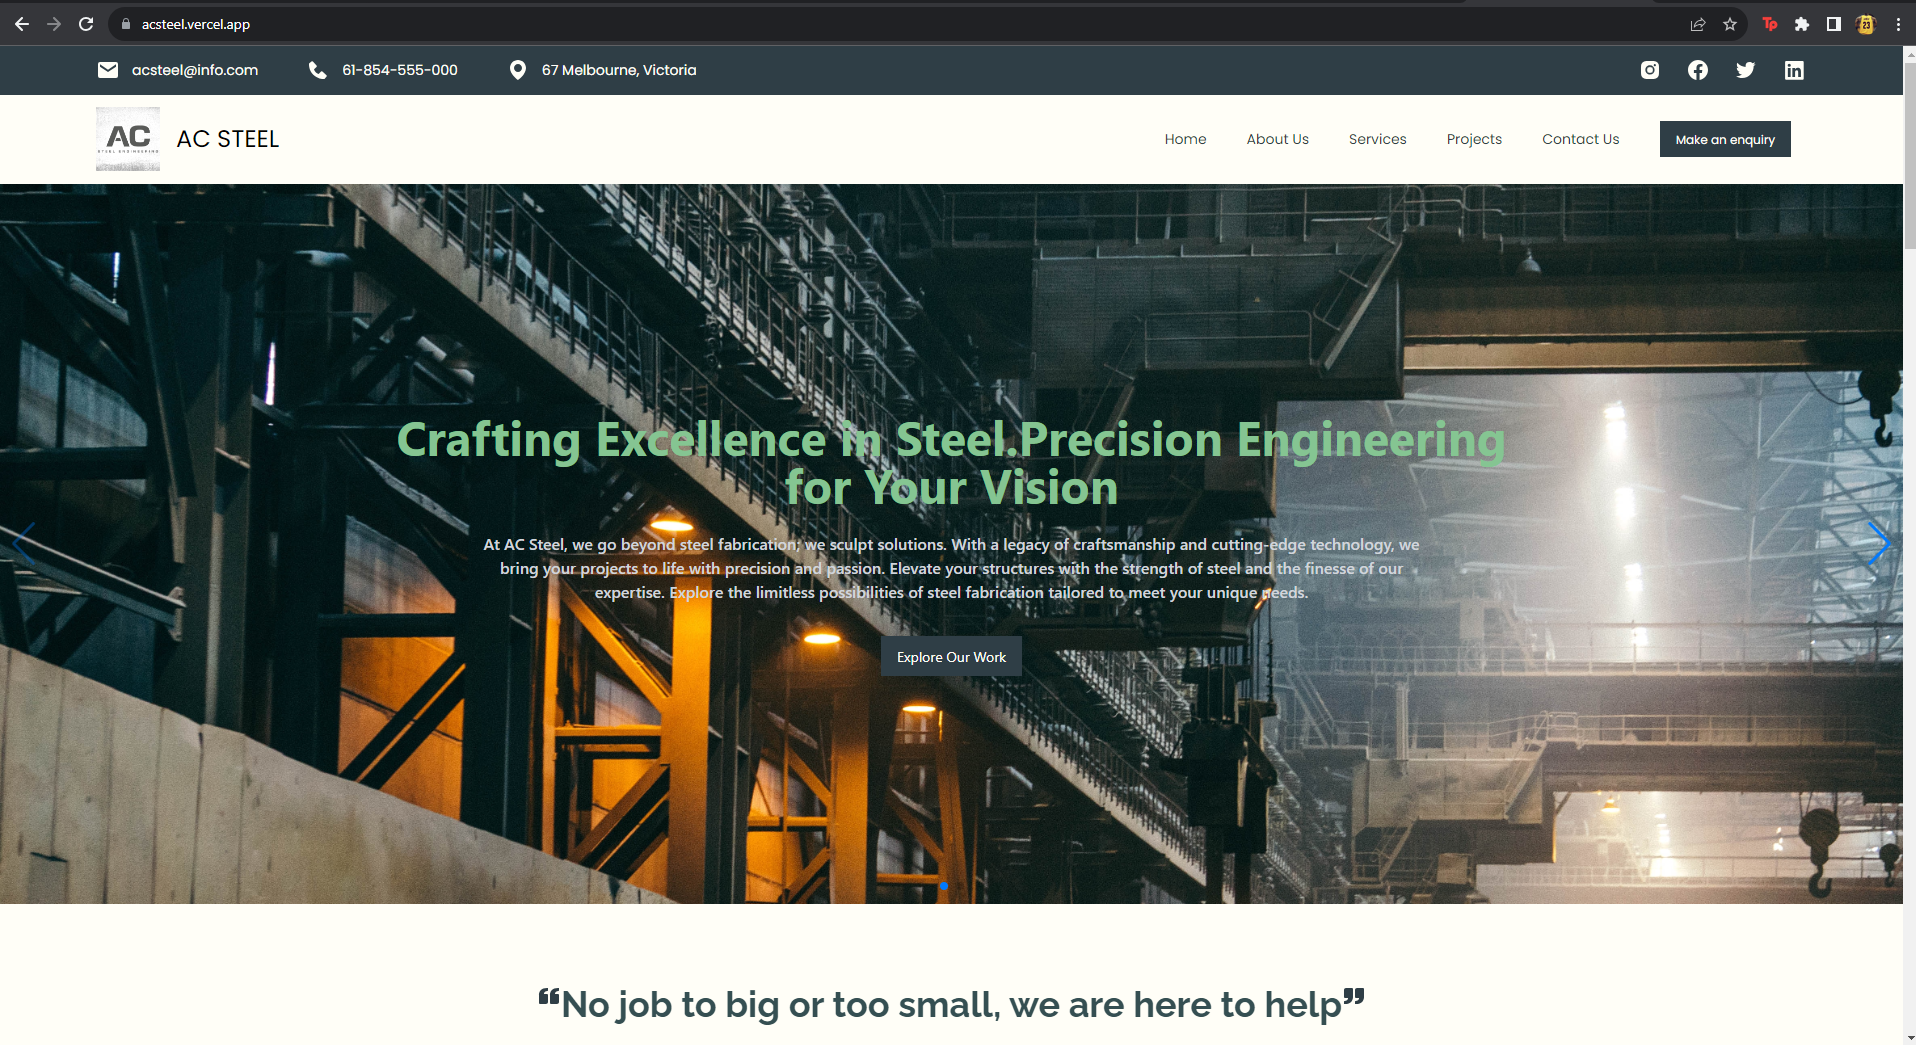 acsteel.vercel.app
23
acsteel@info.com 61-854-555-000 67 Melbourne, Victoria
AC
STEEL ENGINEERING
AC STEEL
Home About Us Services Projects Contact Us Make an enquiry
Crafting Excellence in Steel.Precision Engineering
for Your Vision
At AC Steel, we go beyond steel fabrication; we sculpt solutions. With a legacy of craftsmanship and cutting-edge technology, we
bring your projects to life with precision and passion. Elevate your structures with the strength of steel and the finesse of our
expertise. Explore the limitless possibilities of steel fabrication tailored to meet your unique needs.
Explore Our Work
❝No job to big or too small, we are here to help❞